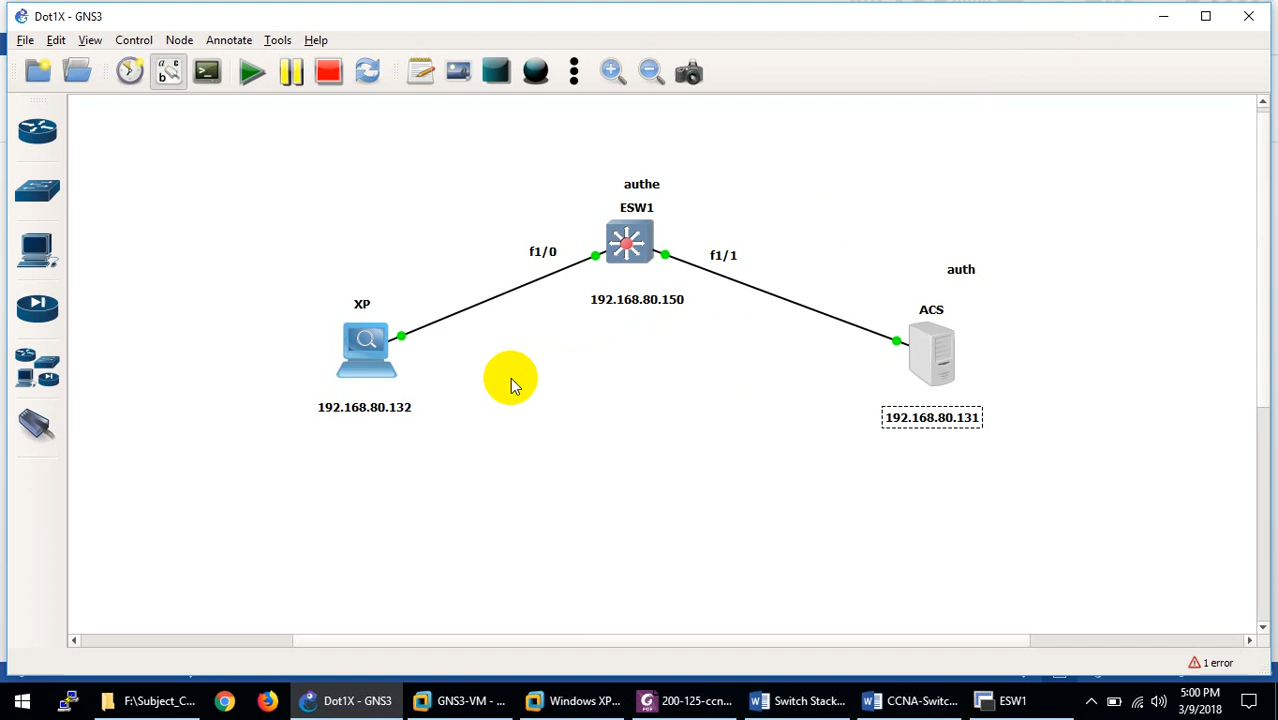 Dot1X - GNS3
File Edit View Control Node Annotate Tools Help
a c
b
authe
ESW1
f1/0
f1/1
192.168.80.150
auth
XP
ACS
192.168.80.132
192.168.80.131
1 error
F:\Subject_C...
Dot1X - GNS3
GNS3-VM - ...
Windows XP...
200-125-ccn...
Switch Stack...
CCNA-Switc...
ESW1
5:00 PM
3/9/2018